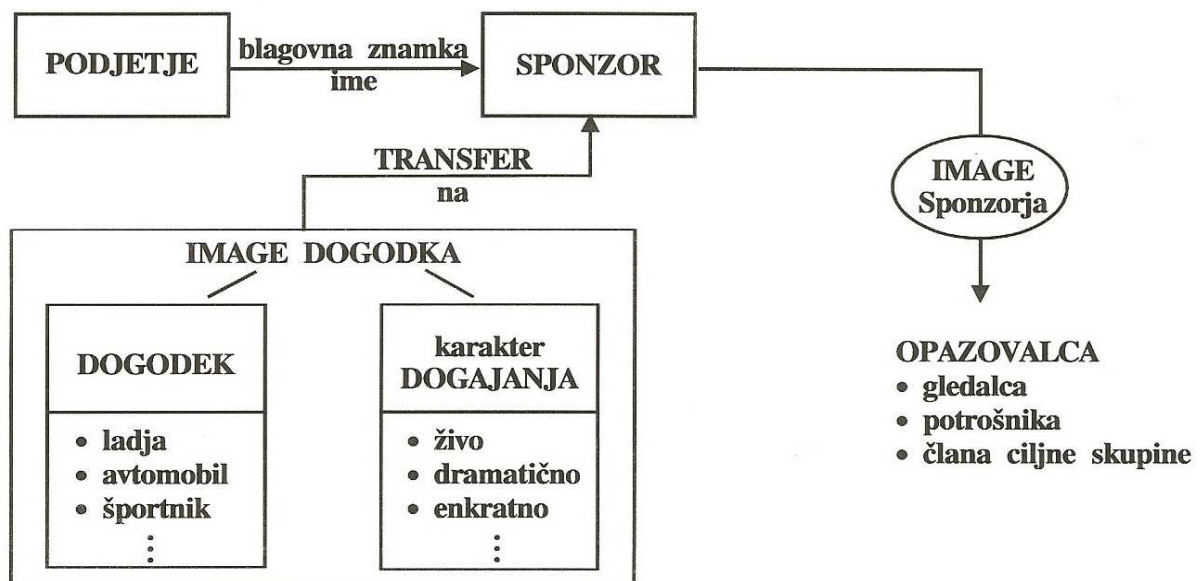 PODJETJE
blagovna znamka
ime
SPONZOR
TRANSFER
na
IMAGE
Sponzorja
IMAGE DOGODKA
DOGODEK
• ladja
• avtomobil
• športnik
⋮
karakter
DOGAJANJA
• živo
• dramatično
• enkratno
⋮
OPAZOVALCA
• gledalca
• potrošnika
• člana ciljne skupine